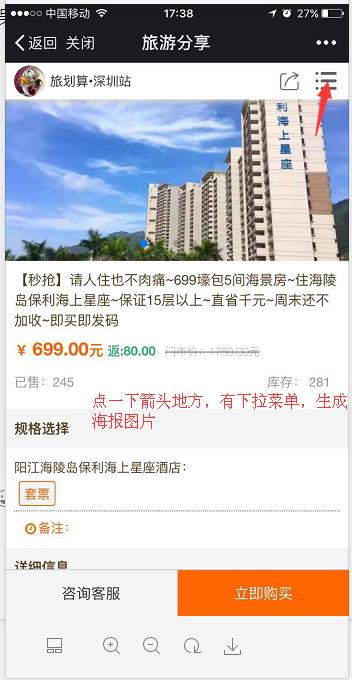 中国移动 17:38 27%
返回 关闭 旅游分享
旅划算•深圳站
利海上星座
【秒抢】请人住也不肉痛~699壕包5间海景房~住海陵
岛保利海上星座~保证15层以上~直省千元~周末还不
加收~即买即发码
￥ 699.00元 返:80.00 门市价：1750.00元
已售：245 库存： 281
点一下箭头地方，有下拉菜单，生成
海报图片
规格选择
阳江海陵岛保利海上星座酒店：
套票
备注：
详细信息
咨询客服 立即购买